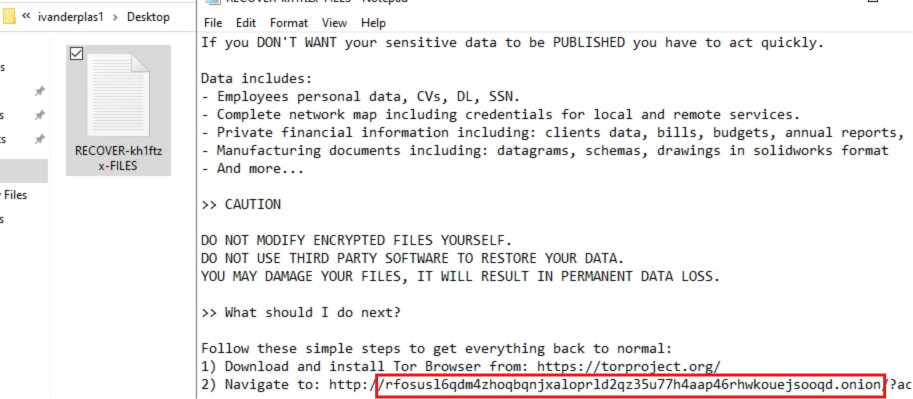 « ivanderplas1 › Desktop
File Edit Format View Help
If you DON'T WANT your sensitive data to be PUBLISHED you have to act quickly.
Data includes:
- Employees personal data, CVs, DL, SSN.
- Complete network map including credentials for local and remote services.
- Private financial information including: clients data, bills, budgets, annual reports,
- Manufacturing documents including: datagrams, schemas, drawings in solidworks format
- And more...
>> CAUTION
DO NOT MODIFY ENCRYPTED FILES YOURSELF.
DO NOT USE THIRD PARTY SOFTWARE TO RESTORE YOUR DATA.
YOU MAY DAMAGE YOUR FILES, IT WILL RESULT IN PERMANENT DATA LOSS.
>> What should I do next?
Follow these simple steps to get everything back to normal:
1) Download and install Tor Browser from: https://torproject.org/
2) Navigate to: http://rfosusl6qdm4zhoqbqnjxaloprld2qz35u77h4aap46rhwkouejsooqd.onion/?ac
RECOVER-kh1ftz
x-FILES
Files